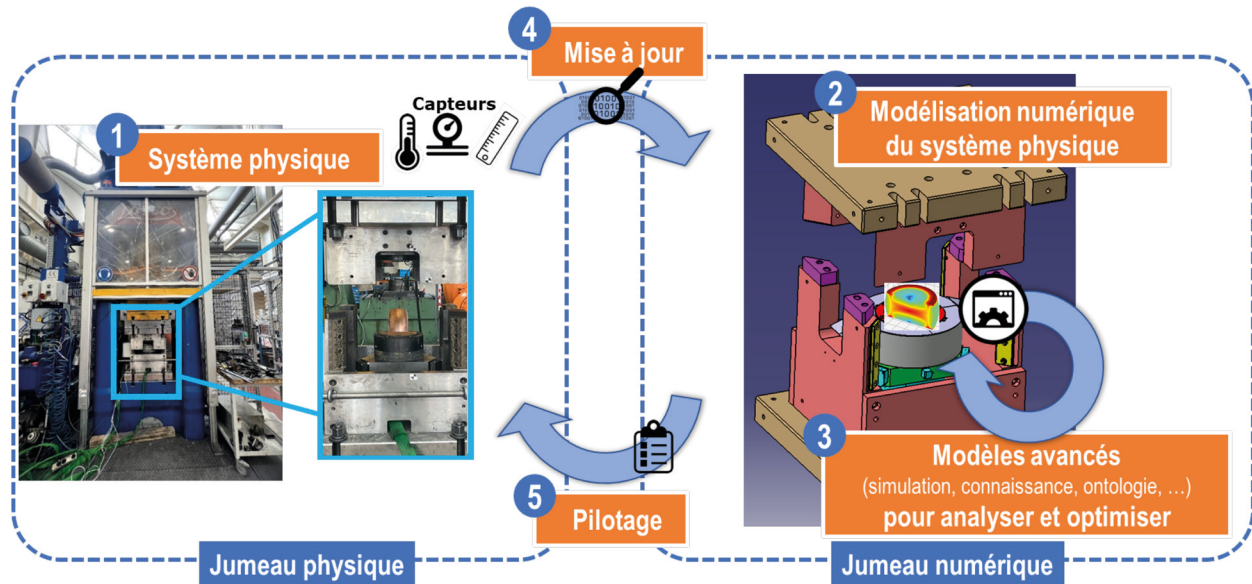 4
Mise à jour
Capteurs
1
Système physique
2
Modélisation numérique
du système physique
3
Modèles avancés
(simulation, connaissance, ontologie, ...)
pour analyser et optimiser
5
Pilotage
Jumeau physique
Jumeau numérique